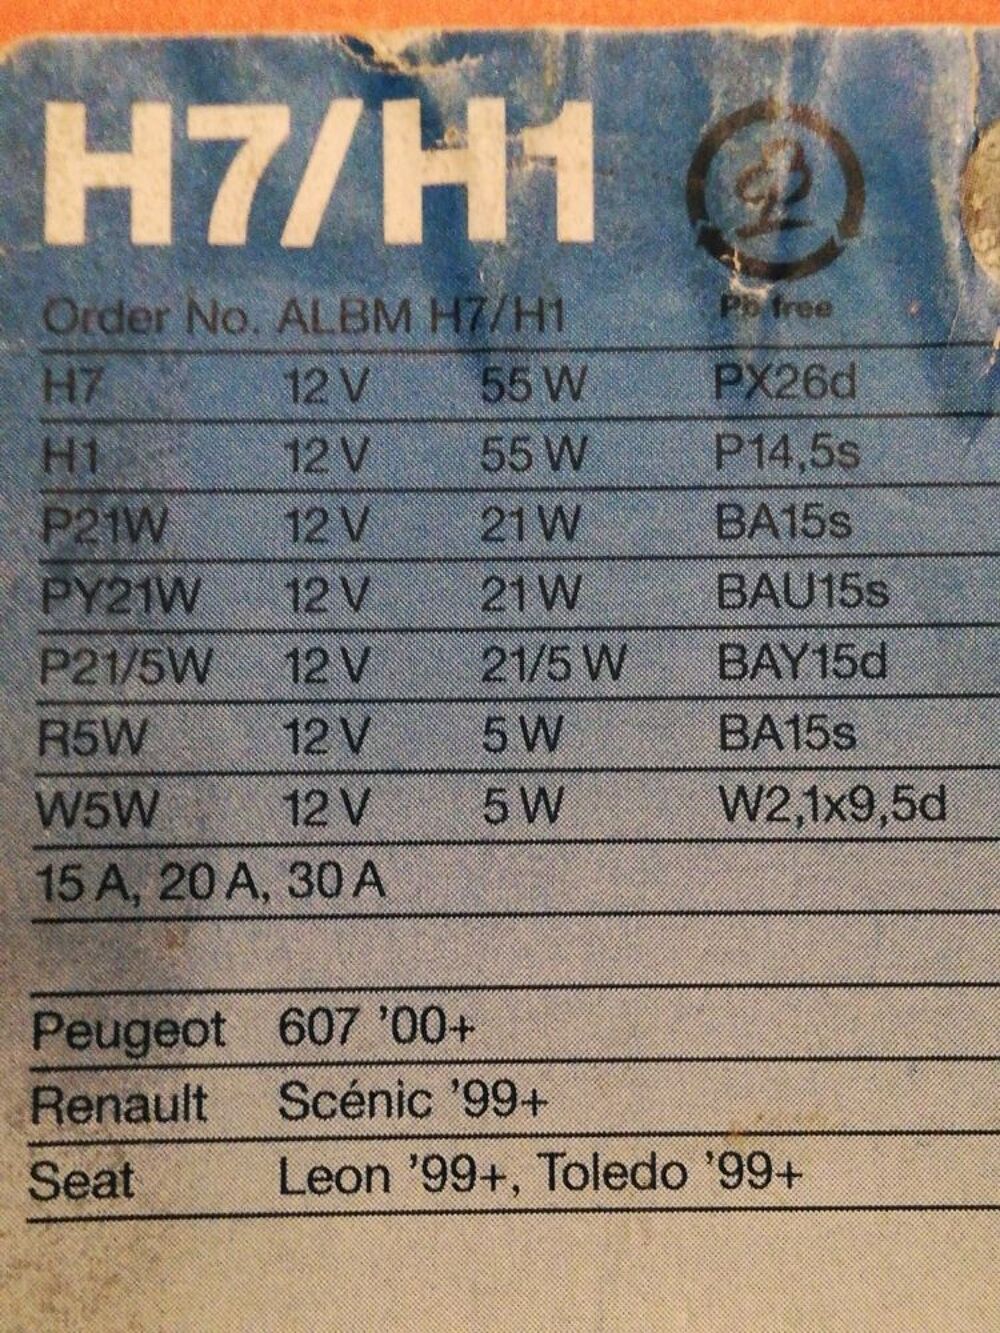 H7/H1
Pb free
Order No. ALBM H7/H1
H7 12 V 55 W PX26d
H1 12 V 55 W P14,5s
P21W 12 V 21 W BA15s
PY21W 12 V 21 W BAU15s
P21/5W 12 V 21/5 W BAY15d
R5W 12 V 5 W BA15s
W5W 12 V 5 W W2,1x9,5d
15 A, 20 A, 30 A
Peugeot 607 ’00+
Renault Scénic ’99+
Seat Leon ’99+, Toledo ’99+